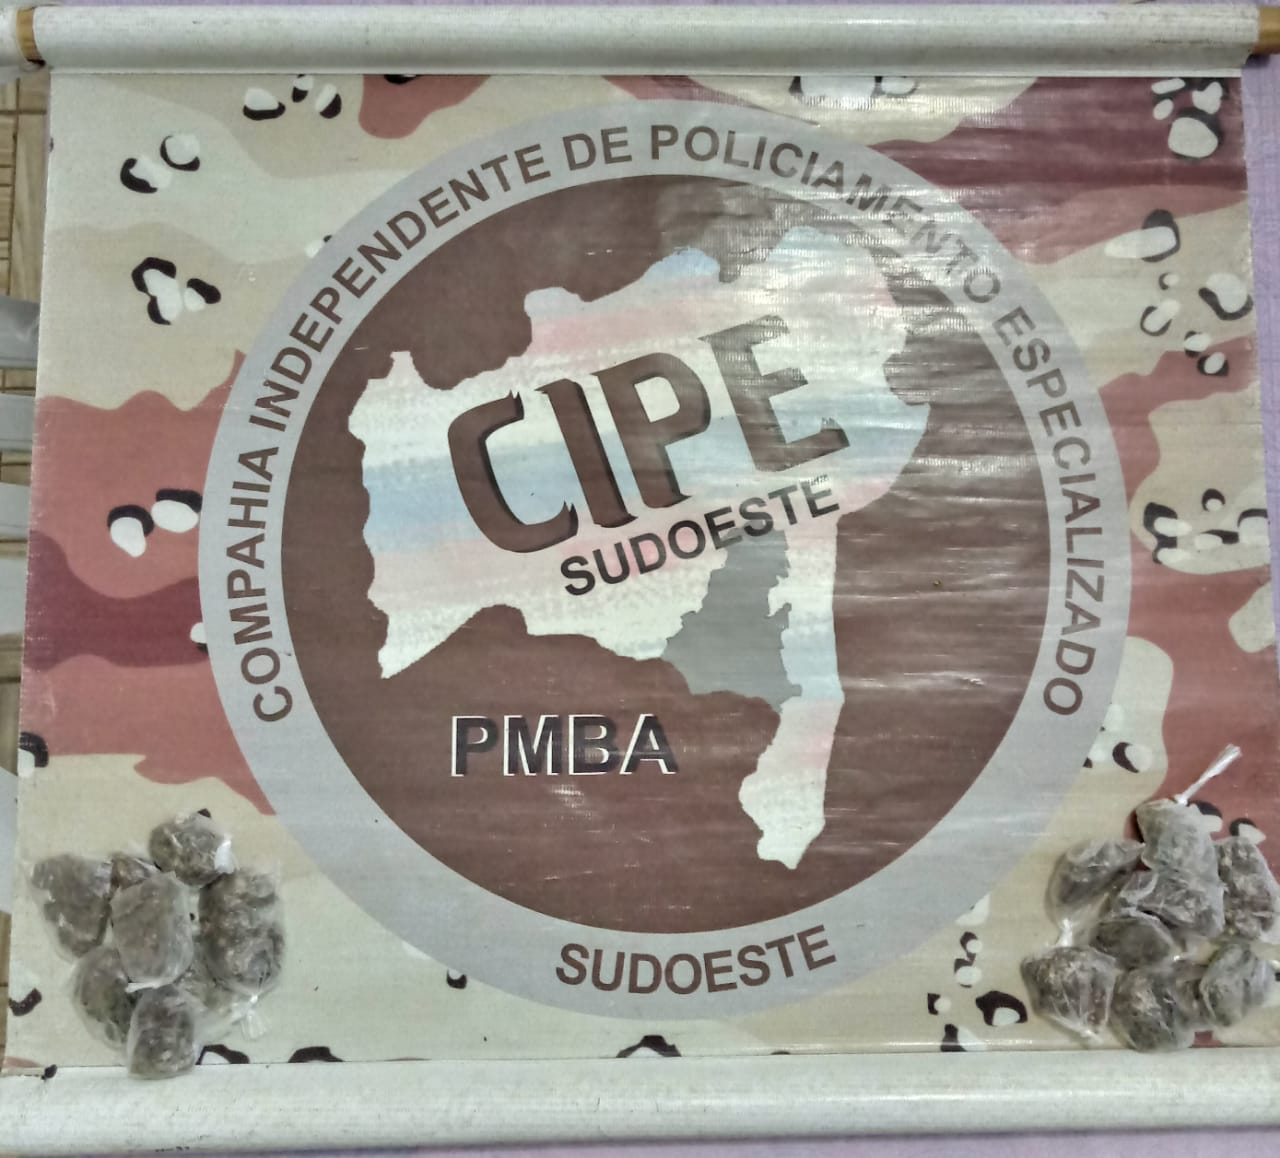 COMPAHIA INDEPENDENTE DE POLICIAMENTO ESPECIALIZADO
CIPE
SUDOESTE
PMBA
SUDOESTE